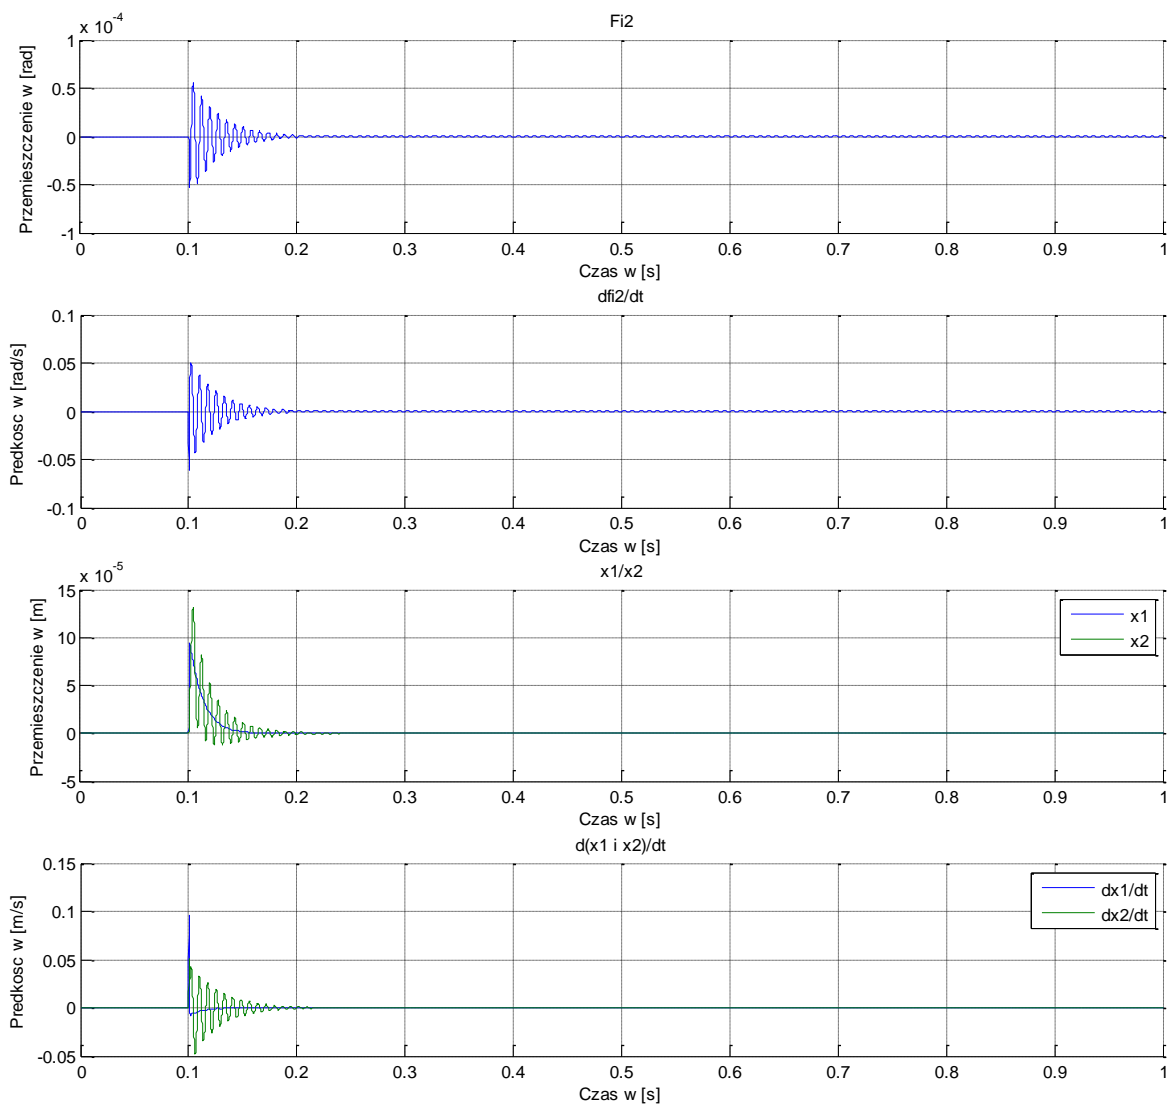 Fi2
x 10^-4
1
0.5
0
-0.5
-1
Przemieszczenie w [rad]
0 0.1 0.2 0.3 0.4 0.5 0.6 0.7 0.8 0.9 1
Czas w [s]
dfi2/dt
0.1
0.05
0
-0.05
-0.1
Predkosc w [rad/s]
0 0.1 0.2 0.3 0.4 0.5 0.6 0.7 0.8 0.9 1
Czas w [s]
x1/x2
x 10^-5
15
10
5
0
-5
Przemieszczenie w [m]
x1
x2
0 0.1 0.2 0.3 0.4 0.5 0.6 0.7 0.8 0.9 1
Czas w [s]
d(x1 i x2)/dt
0.15
0.1
0.05
0
-0.05
Predkosc w [m/s]
dx1/dt
dx2/dt
0 0.1 0.2 0.3 0.4 0.5 0.6 0.7 0.8 0.9 1
Czas w [s]